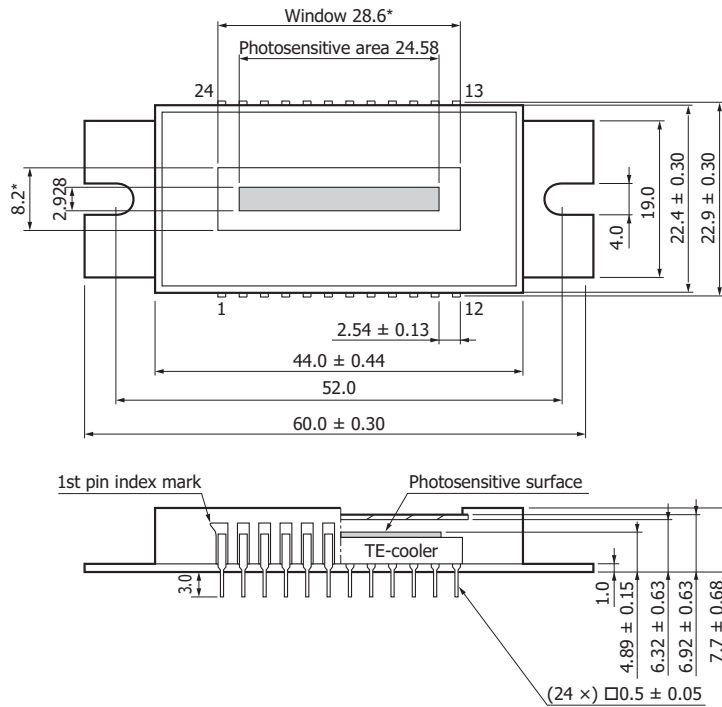 Window 28.6*
Photosensitive area 24.58
24
13
8.2*
2.928
4.0
19.0
22.4 ± 0.30
22.9 ± 0.30
1
12
2.54 ± 0.13
44.0 ± 0.44
52.0
60.0 ± 0.30
1st pin index mark
Photosensitive surface
TE-cooler
3.0
1.0
4.89 ± 0.15
6.32 ± 0.63
6.92 ± 0.63
7.7 ± 0.68
(24 ×) □0.5 ± 0.05